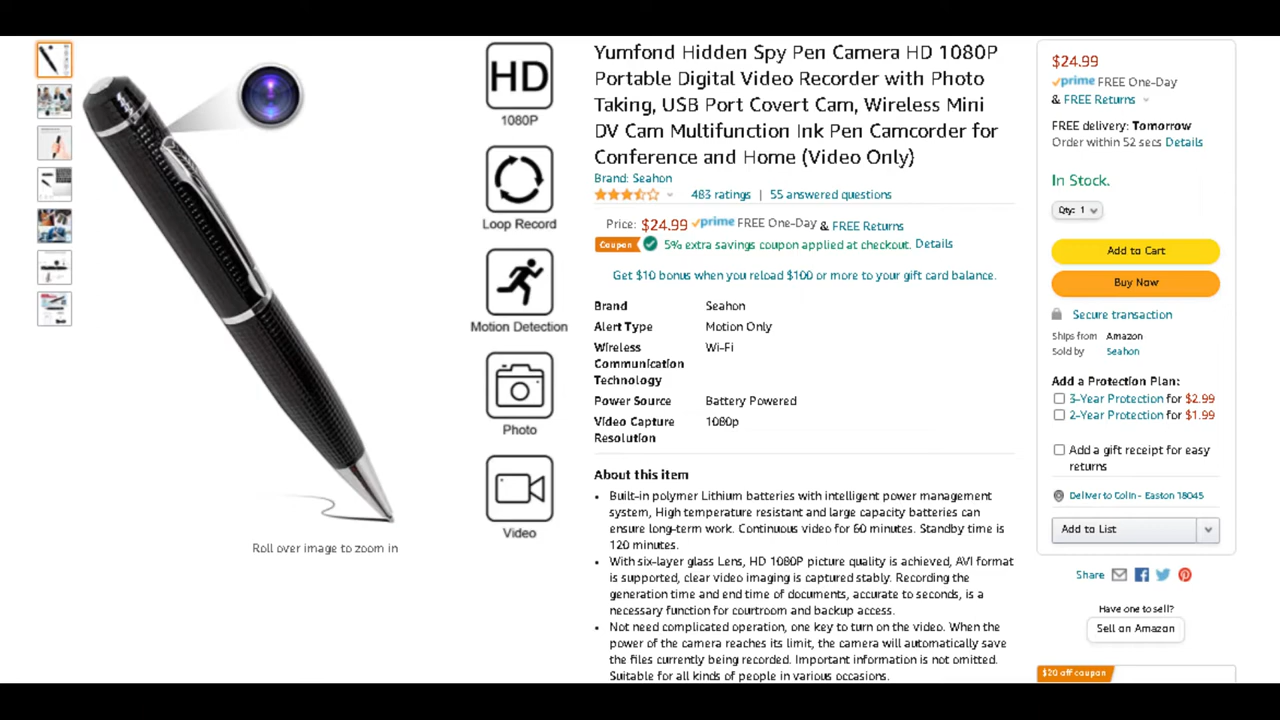 HD
1080P
Loop Record
Motion Detection
Photo
Video
Roll over image to zoom in
Yumfond Hidden Spy Pen Camera HD 1080P
Portable Digital Video Recorder with Photo
Taking, USB Port Covert Cam, Wireless Mini
DV Cam Multifunction Ink Pen Camcorder for
Conference and Home (Video Only)
Brand: Seahon
483 ratings | 55 answered questions
Price: $24.99 prime FREE One-Day & FREE Returns
Coupon 5% extra savings coupon applied at checkout. Details
Get $10 bonus when you reload $100 or more to your gift card balance.
Brand Seahon
Alert Type Motion Only
Wireless Wi-Fi
Communication
Technology
Power Source Battery Powered
Video Capture 1080p
Resolution
About this item
• Built-in polymer Lithium batteries with intelligent power management
system, High temperature resistant and large capacity batteries can
ensure long-term work. Continuous video for 60 minutes. Standby time is
120 minutes.
• With six-layer glass Lens, HD 1080P picture quality is achieved, AVI format
is supported, clear video imaging is captured stably. Recording the
generation time and end time of documents, accurate to seconds, is a
necessary function for courtroom and backup access.
• Not need complicated operation, one key to turn on the video. When the
power of the camera reaches its limit, the camera will automatically save
the files currently being recorded. Important information is not omitted.
Suitable for all kinds of people in various occasions.
$24.99
prime FREE One-Day
& FREE Returns
FREE delivery: Tomorrow
Order within 52 secs Details
In Stock.
Qty: 1
Add to Cart
Buy Now
Secure transaction
Ships from Amazon
Sold by Seahon
Add a Protection Plan:
3-Year Protection for $2.99
2-Year Protection for $1.99
Add a gift receipt for easy
returns
Deliver to Colin - Easton 18045
Add to List
Share
Have one to sell?
Sell on Amazon
$20 off coupon